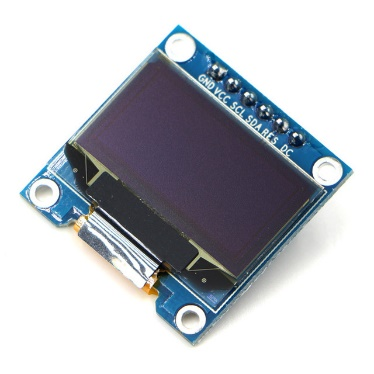 GND VCC SCL SDA RES DC